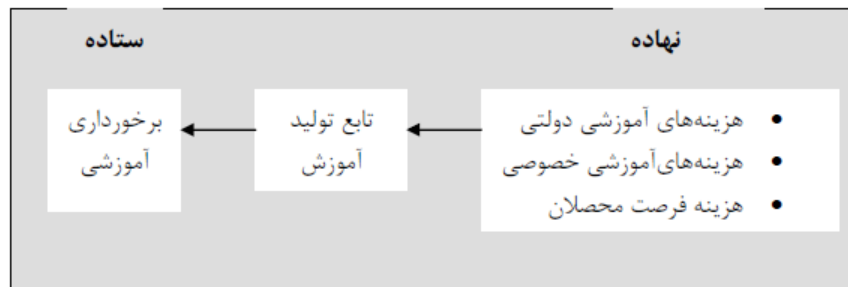 نهاده
ستاده
• هزینه‌های آموزشی دولتی
• هزینه‌های‌آموزشی خصوصی
• هزینه فرصت محصلان
تابع تولید
آموزش
برخورداری
آموزشی